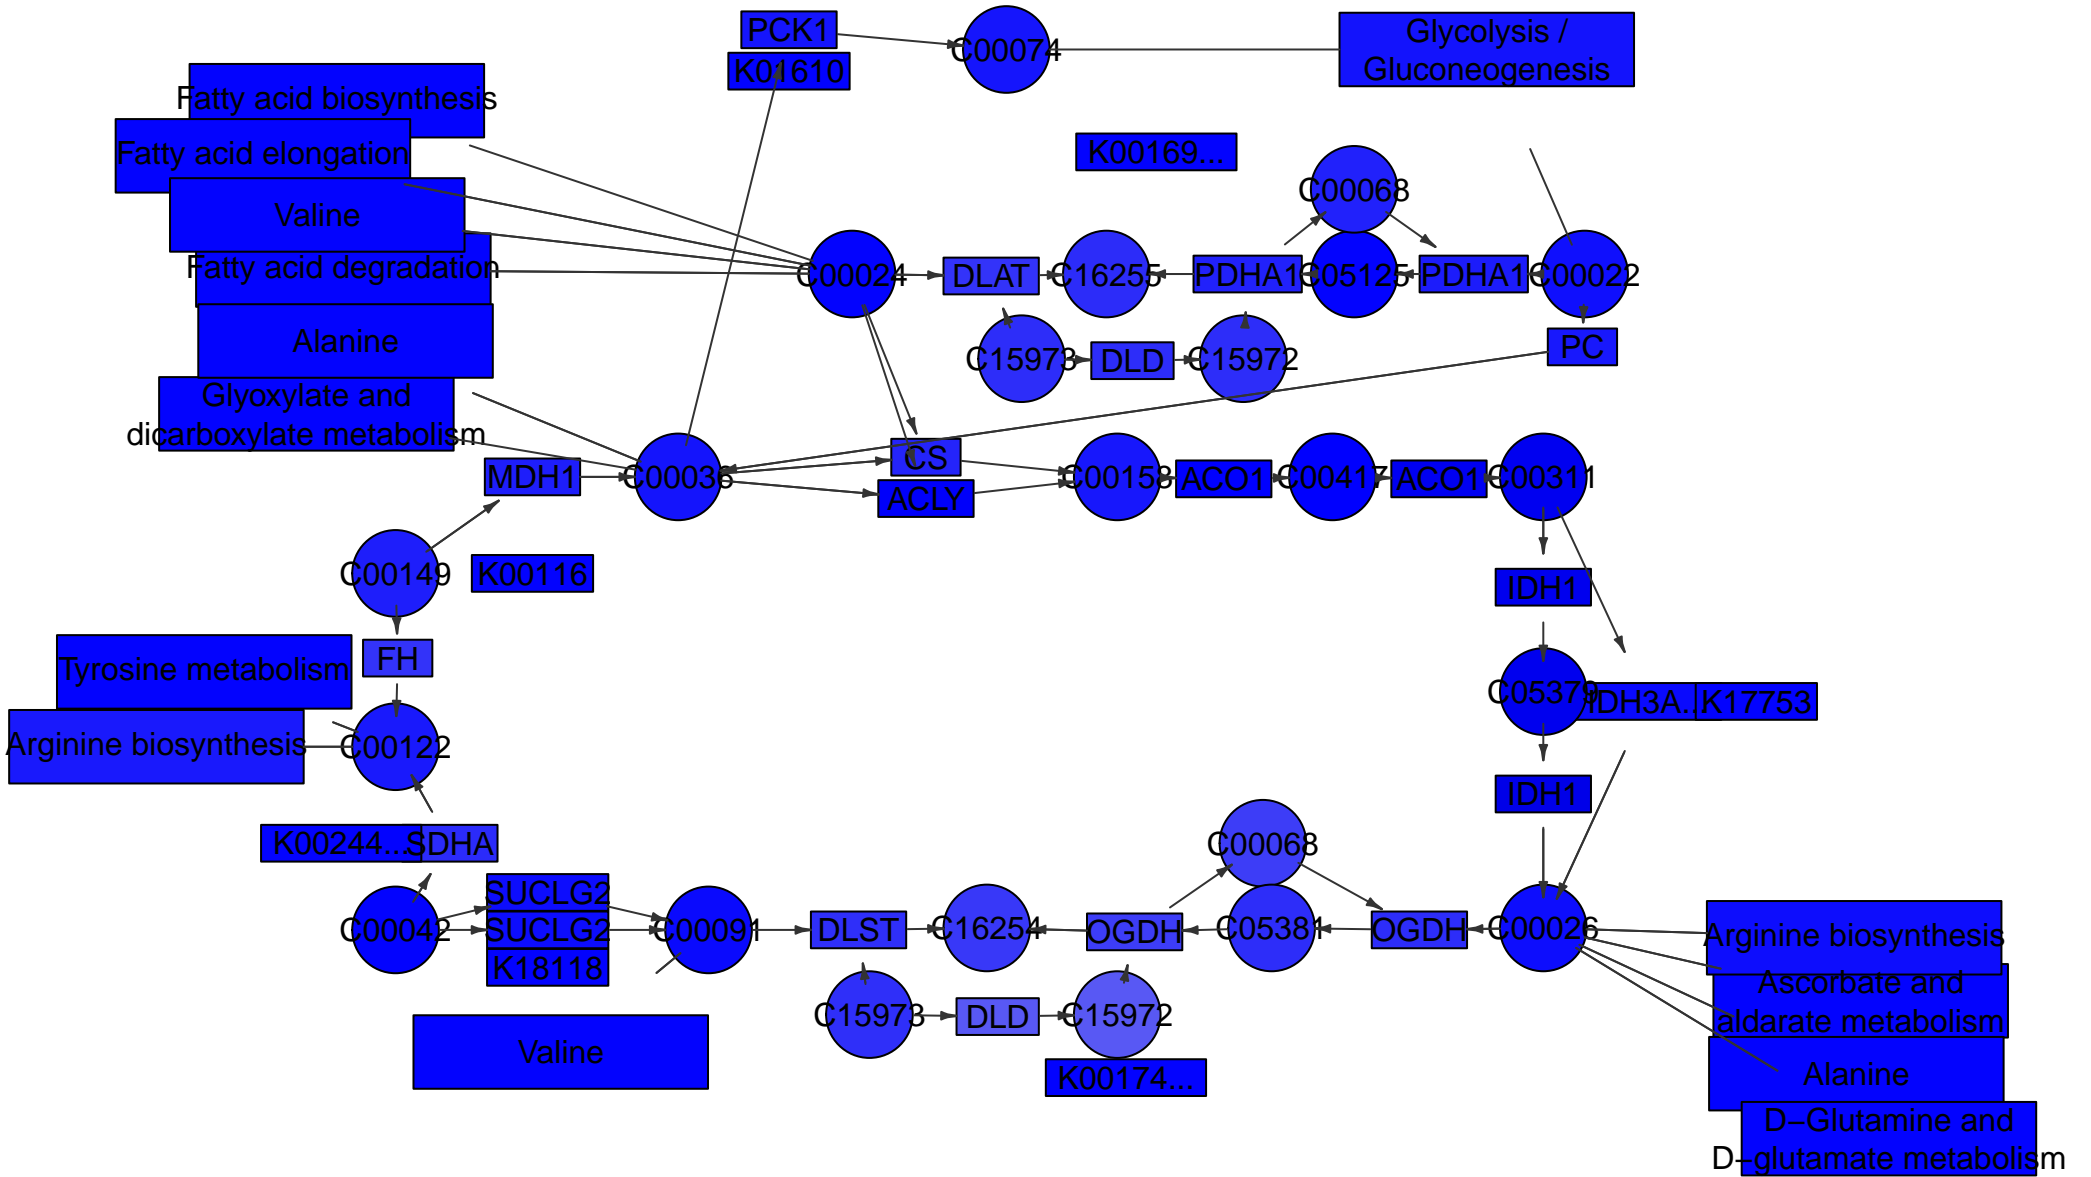 PCK1
C00074
Glycolysis /
Gluconeogenesis
K01610
Fatty acid biosynthesis
Fatty acid elongation
K00169...
C00068
Valine
Fatty acid degradation
C00024
DLAT
C16255
PDHA1
C05125
PDHA1
C00022
Alanine
C15973
DLD
C15972
PC
Glyoxylate and
dicarboxylate metabolism
MDH1
C00036
CS
ACLY
C00158
ACO1
C00417
ACO1
C00311
C00149
K00116
IDH1
FH
Tyrosine metabolism
C05379
IDH3A...
K17753
Arginine biosynthesis
C00122
IDH1
K00244...
SDHA
C00068
SUCLG2
C00042
SUCLG2
C00091
DLST
C16254
OGDH
C05381
OGDH
C00026
Arginine biosynthesis
K18118
Ascorbate and
aldarate metabolism
C15973
DLD
C15972
Valine
K00174...
Alanine
D−Glutamine and
D−glutamate metabolism